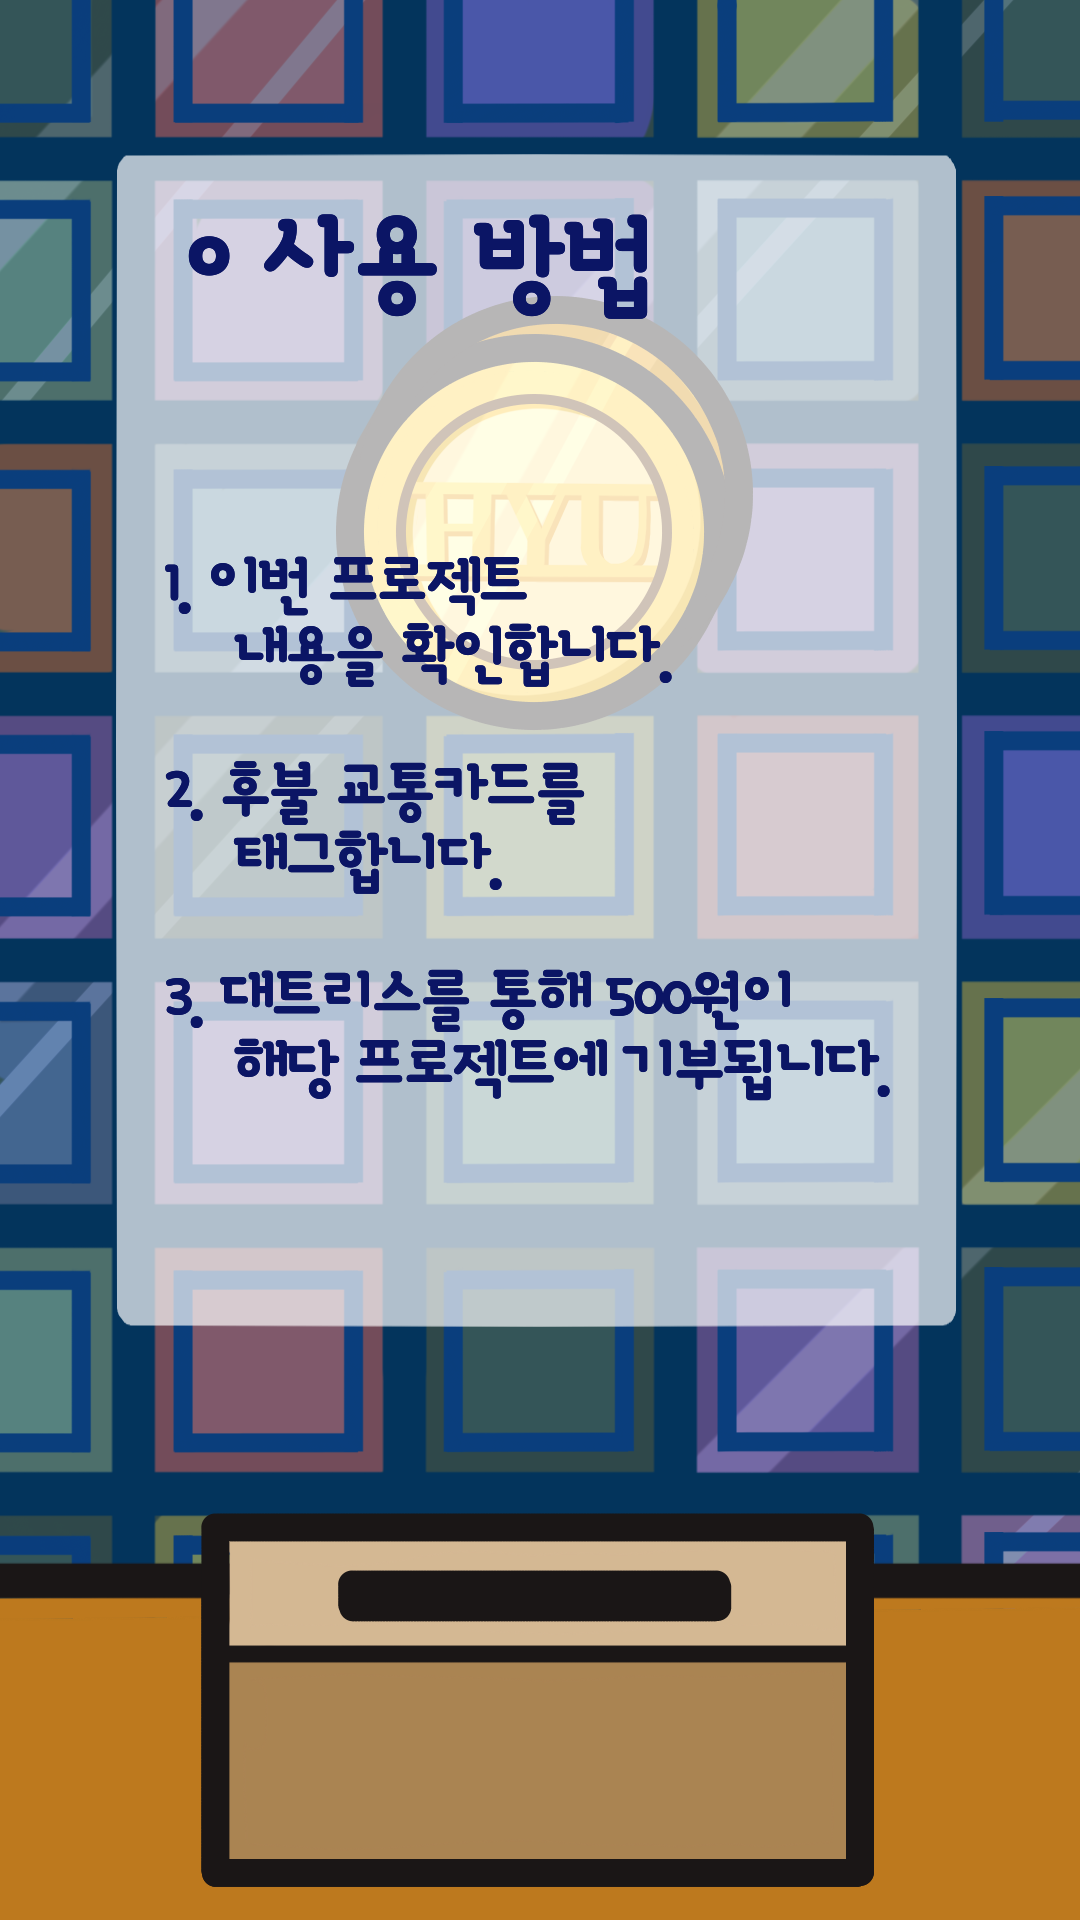 사용 방법
HYU
1. 이번 프로젝트
내용을 확인합니다.
2. 후불 교통카드를
태그합니다.
3. 대트리스를 통해 500원이
해당 프로젝트에 기부됩니다.